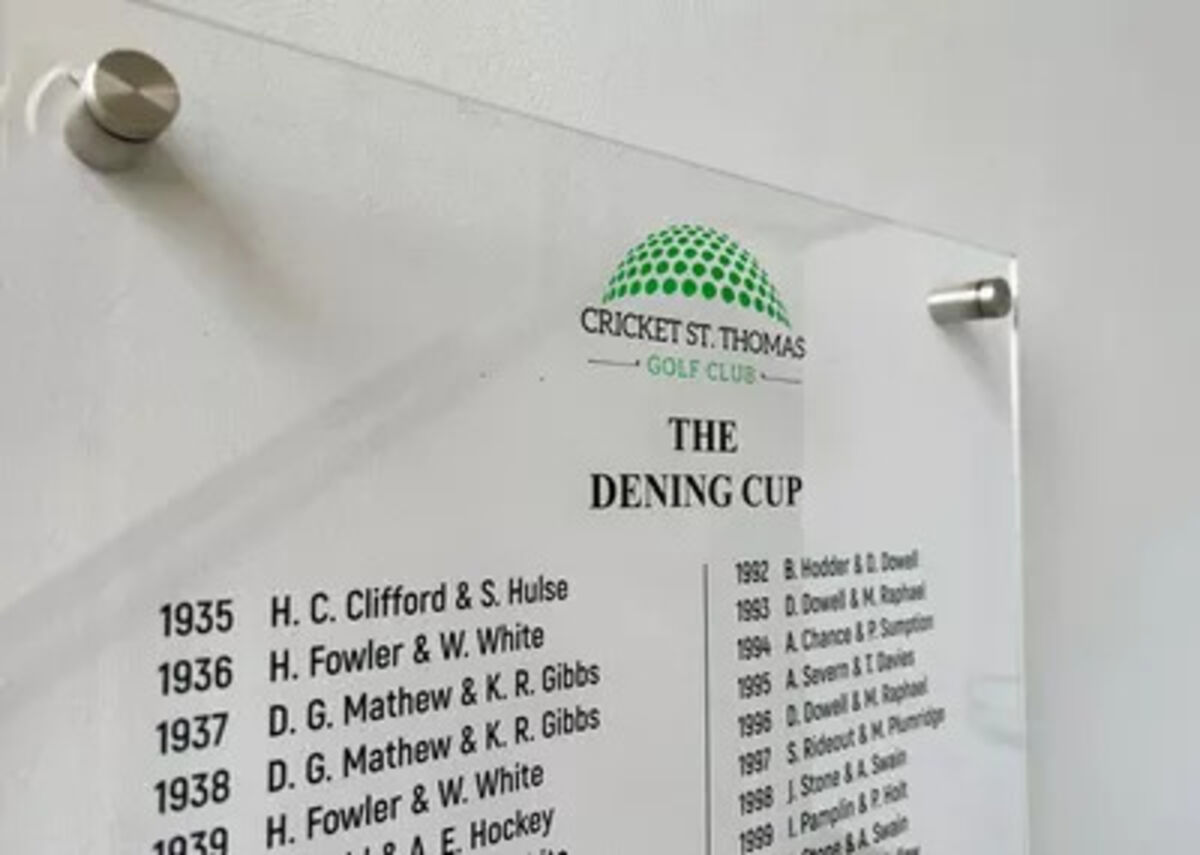 CRICKET ST. THOMAS
GOLF CLUB
THE
DENING CUP
1935 H. C. Clifford & S. Hulse
1936 H. Fowler & W. White
1937 D. G. Mathew & K. R. Gibbs
1938 D. G. Mathew & K. R. Gibbs
1939 H. Fowler & W. White
& A. E. Hockey
1992 B. Hodder & D. Dowell
1993 D. Dowell & M. Raphael
1994 A. Chance & P. Sumption
1995 A. Severn & T. Davies
1996 D. Dowell & M. Raphael
1997 S. Rideout & M. Plumridge
1998 J. Stone & A. Swain
1999 I. Pamplin & P. Holt
Stone & A. Swain